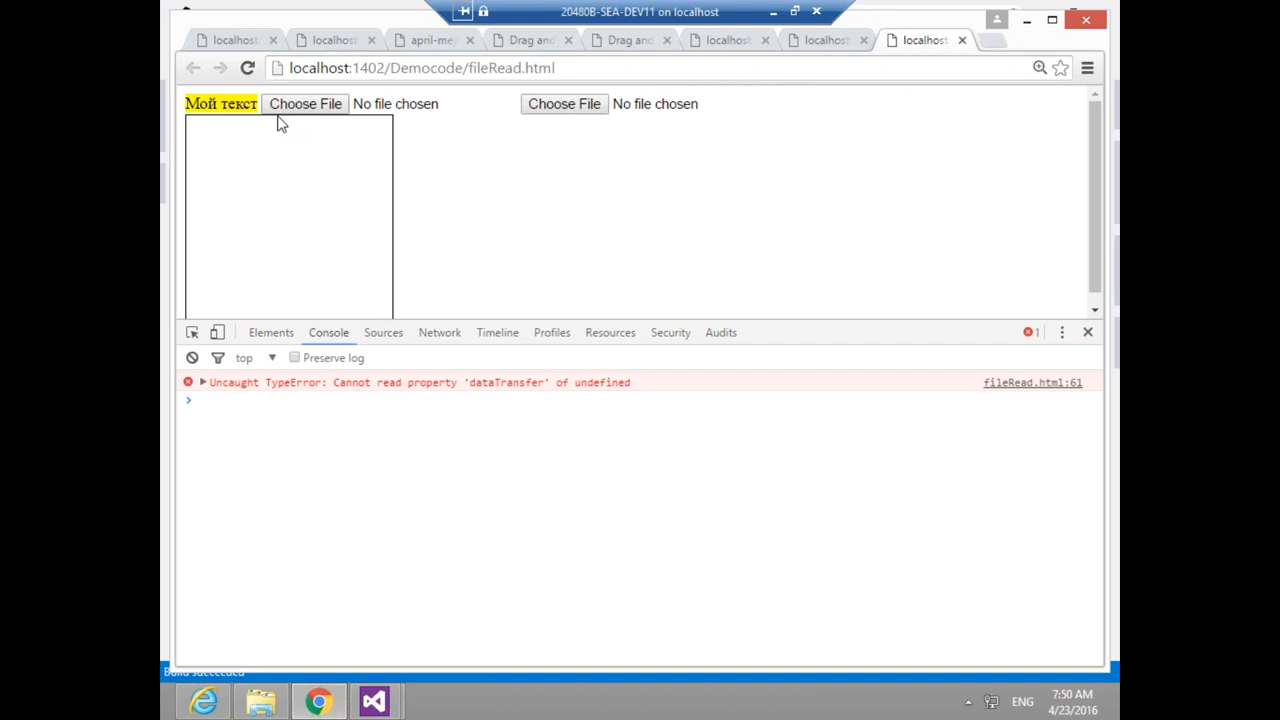 20480B-SEA-DEV11 on localhost
localhost: localhost: april-me Drag and Drag and localhost: localhost: localhost:
localhost:1402/Democode/fileRead.html
Мой текст Choose File No file chosen Choose File No file chosen
Elements Console Sources Network Timeline Profiles Resources Security Audits 1
top Preserve log
Uncaught TypeError: Cannot read property 'dataTransfer' of undefined fileRead.html:61
Build succeeded
ENG 7:50 AM
4/23/2016